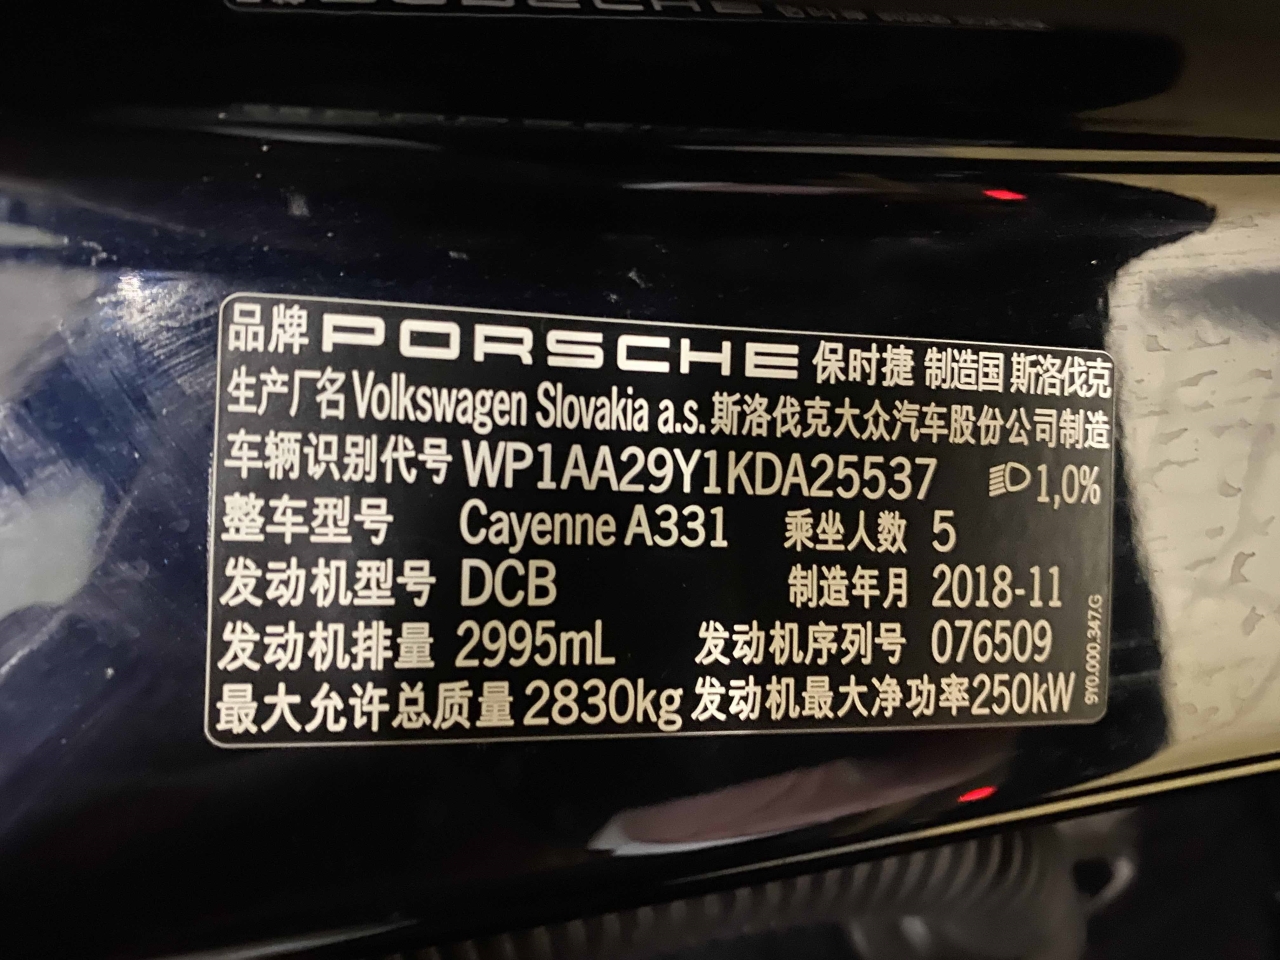 品牌 PORSCHE 保时捷 制造国 斯洛伐克
生产厂名 Volkswagen Slovakia a.s. 斯洛伐克大众汽车股份公司制造
车辆识别代号 WP1AA29Y1KDA25537 1,0%
整车型号 Cayenne A331 乘坐人数 5
发动机型号 DCB 制造年月 2018-11
发动机排量 2995mL 发动机序列号 076509
最大允许总质量 2830kg 发动机最大净功率 250kW
9Y0.000.347.G